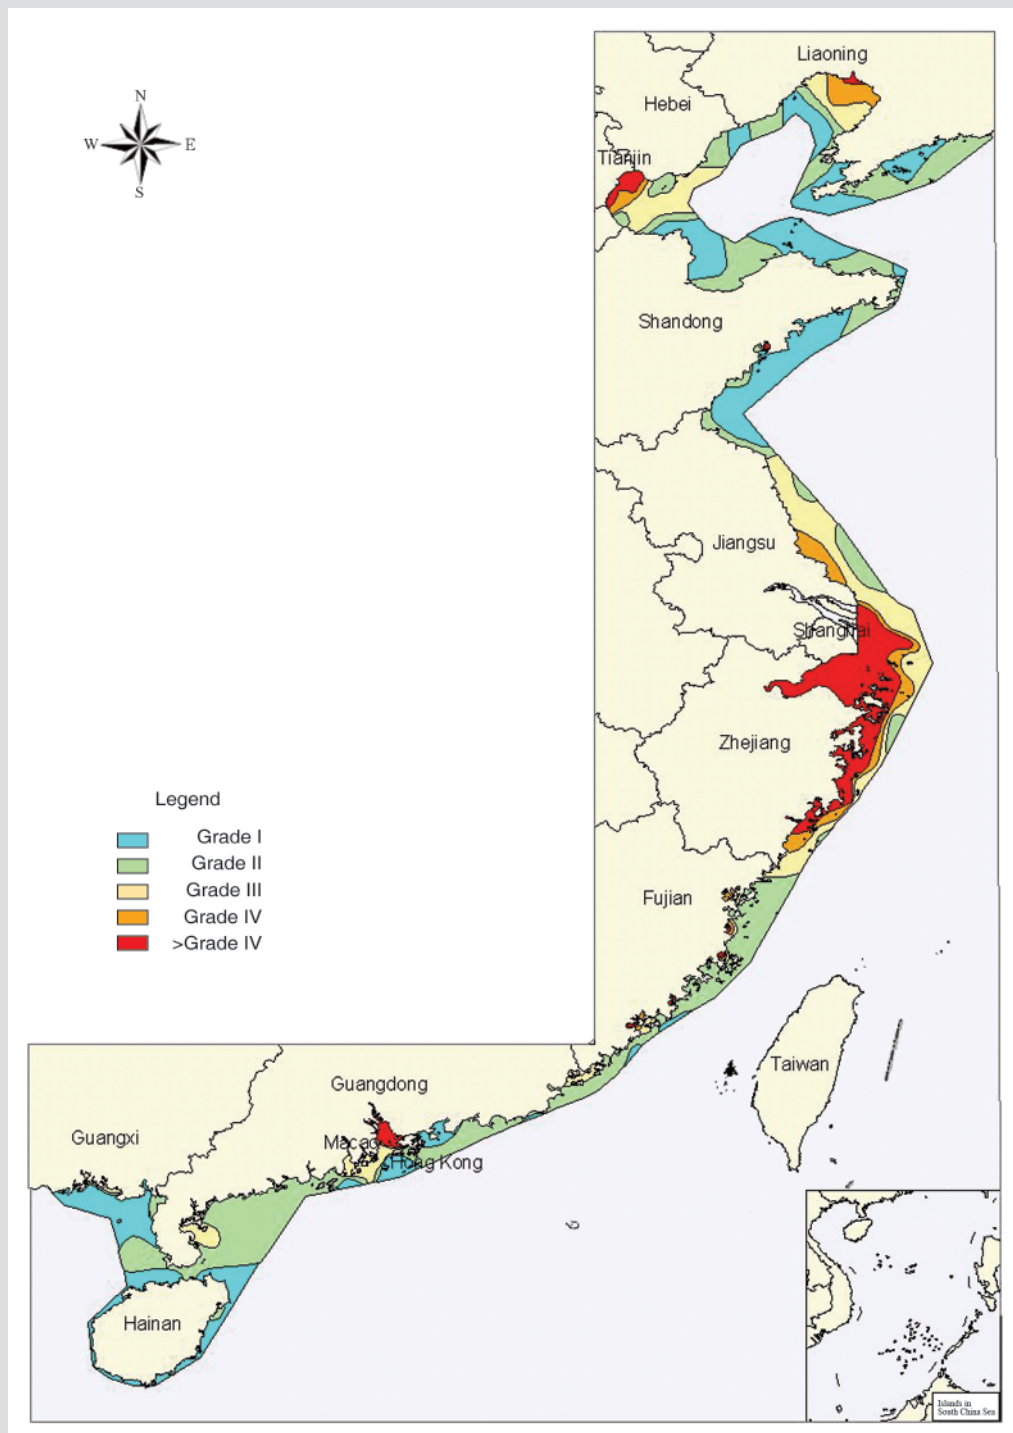 N
W
E
S
Liaoning
Hebei
Tianjin
Shandong
Jiangsu
Shanghai
Zhejiang
Legend
Grade I
Grade II
Grade III
Grade IV
>Grade IV
Fujian
Taiwan
Guangdong
Guangxi
Macao
Hong Kong
Hainan
Islands in
South China Sea